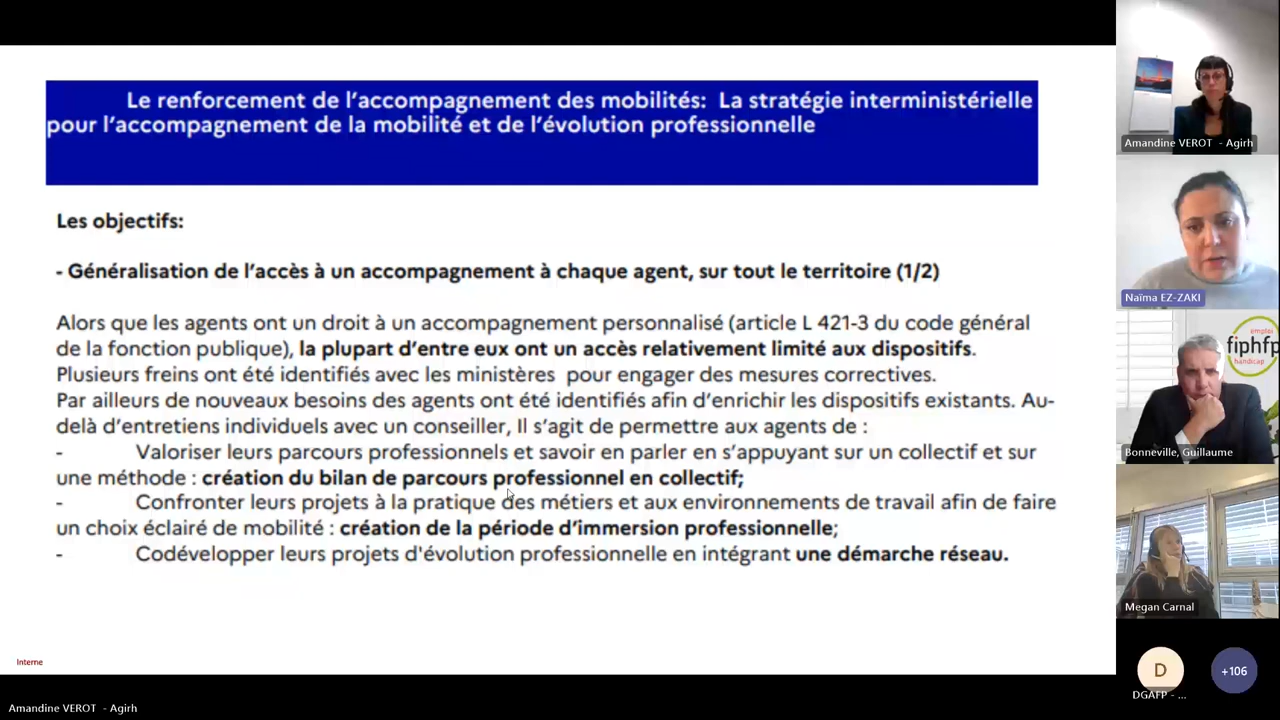 Le renforcement de l’accompagnement des mobilités: La stratégie interministérielle
pour l’accompagnement de la mobilité et de l’évolution professionnelle
Les objectifs:
- Généralisation de l’accès à un accompagnement à chaque agent, sur tout le territoire (1/2)
Alors que les agents ont un droit à un accompagnement personnalisé (article L 421-3 du code général
de la fonction publique), la plupart d’entre eux ont un accès relativement limité aux dispositifs.
Plusieurs freins ont été identifiés avec les ministères pour engager des mesures correctives.
Par ailleurs de nouveaux besoins des agents ont été identifiés afin d’enrichir les dispositifs existants. Au-
delà d’entretiens individuels avec un conseiller, Il s’agit de permettre aux agents de :
- Valoriser leurs parcours professionnels et savoir en parler en s’appuyant sur un collectif et sur
une méthode : création du bilan de parcours professionnel en collectif;
- Confronter leurs projets à la pratique des métiers et aux environnements de travail afin de faire
un choix éclairé de mobilité : création de la période d’immersion professionnelle;
- Codévelopper leurs projets d'évolution professionnelle en intégrant une démarche réseau.
Interne
Amandine VEROT - Agirh
Amandine VEROT - Agirh
Naïma EZ-ZAKI
emploi
fiphfp
handicap
Bonneville, Guillaume
Megan Carnal
D
DGAFP - ...
+106